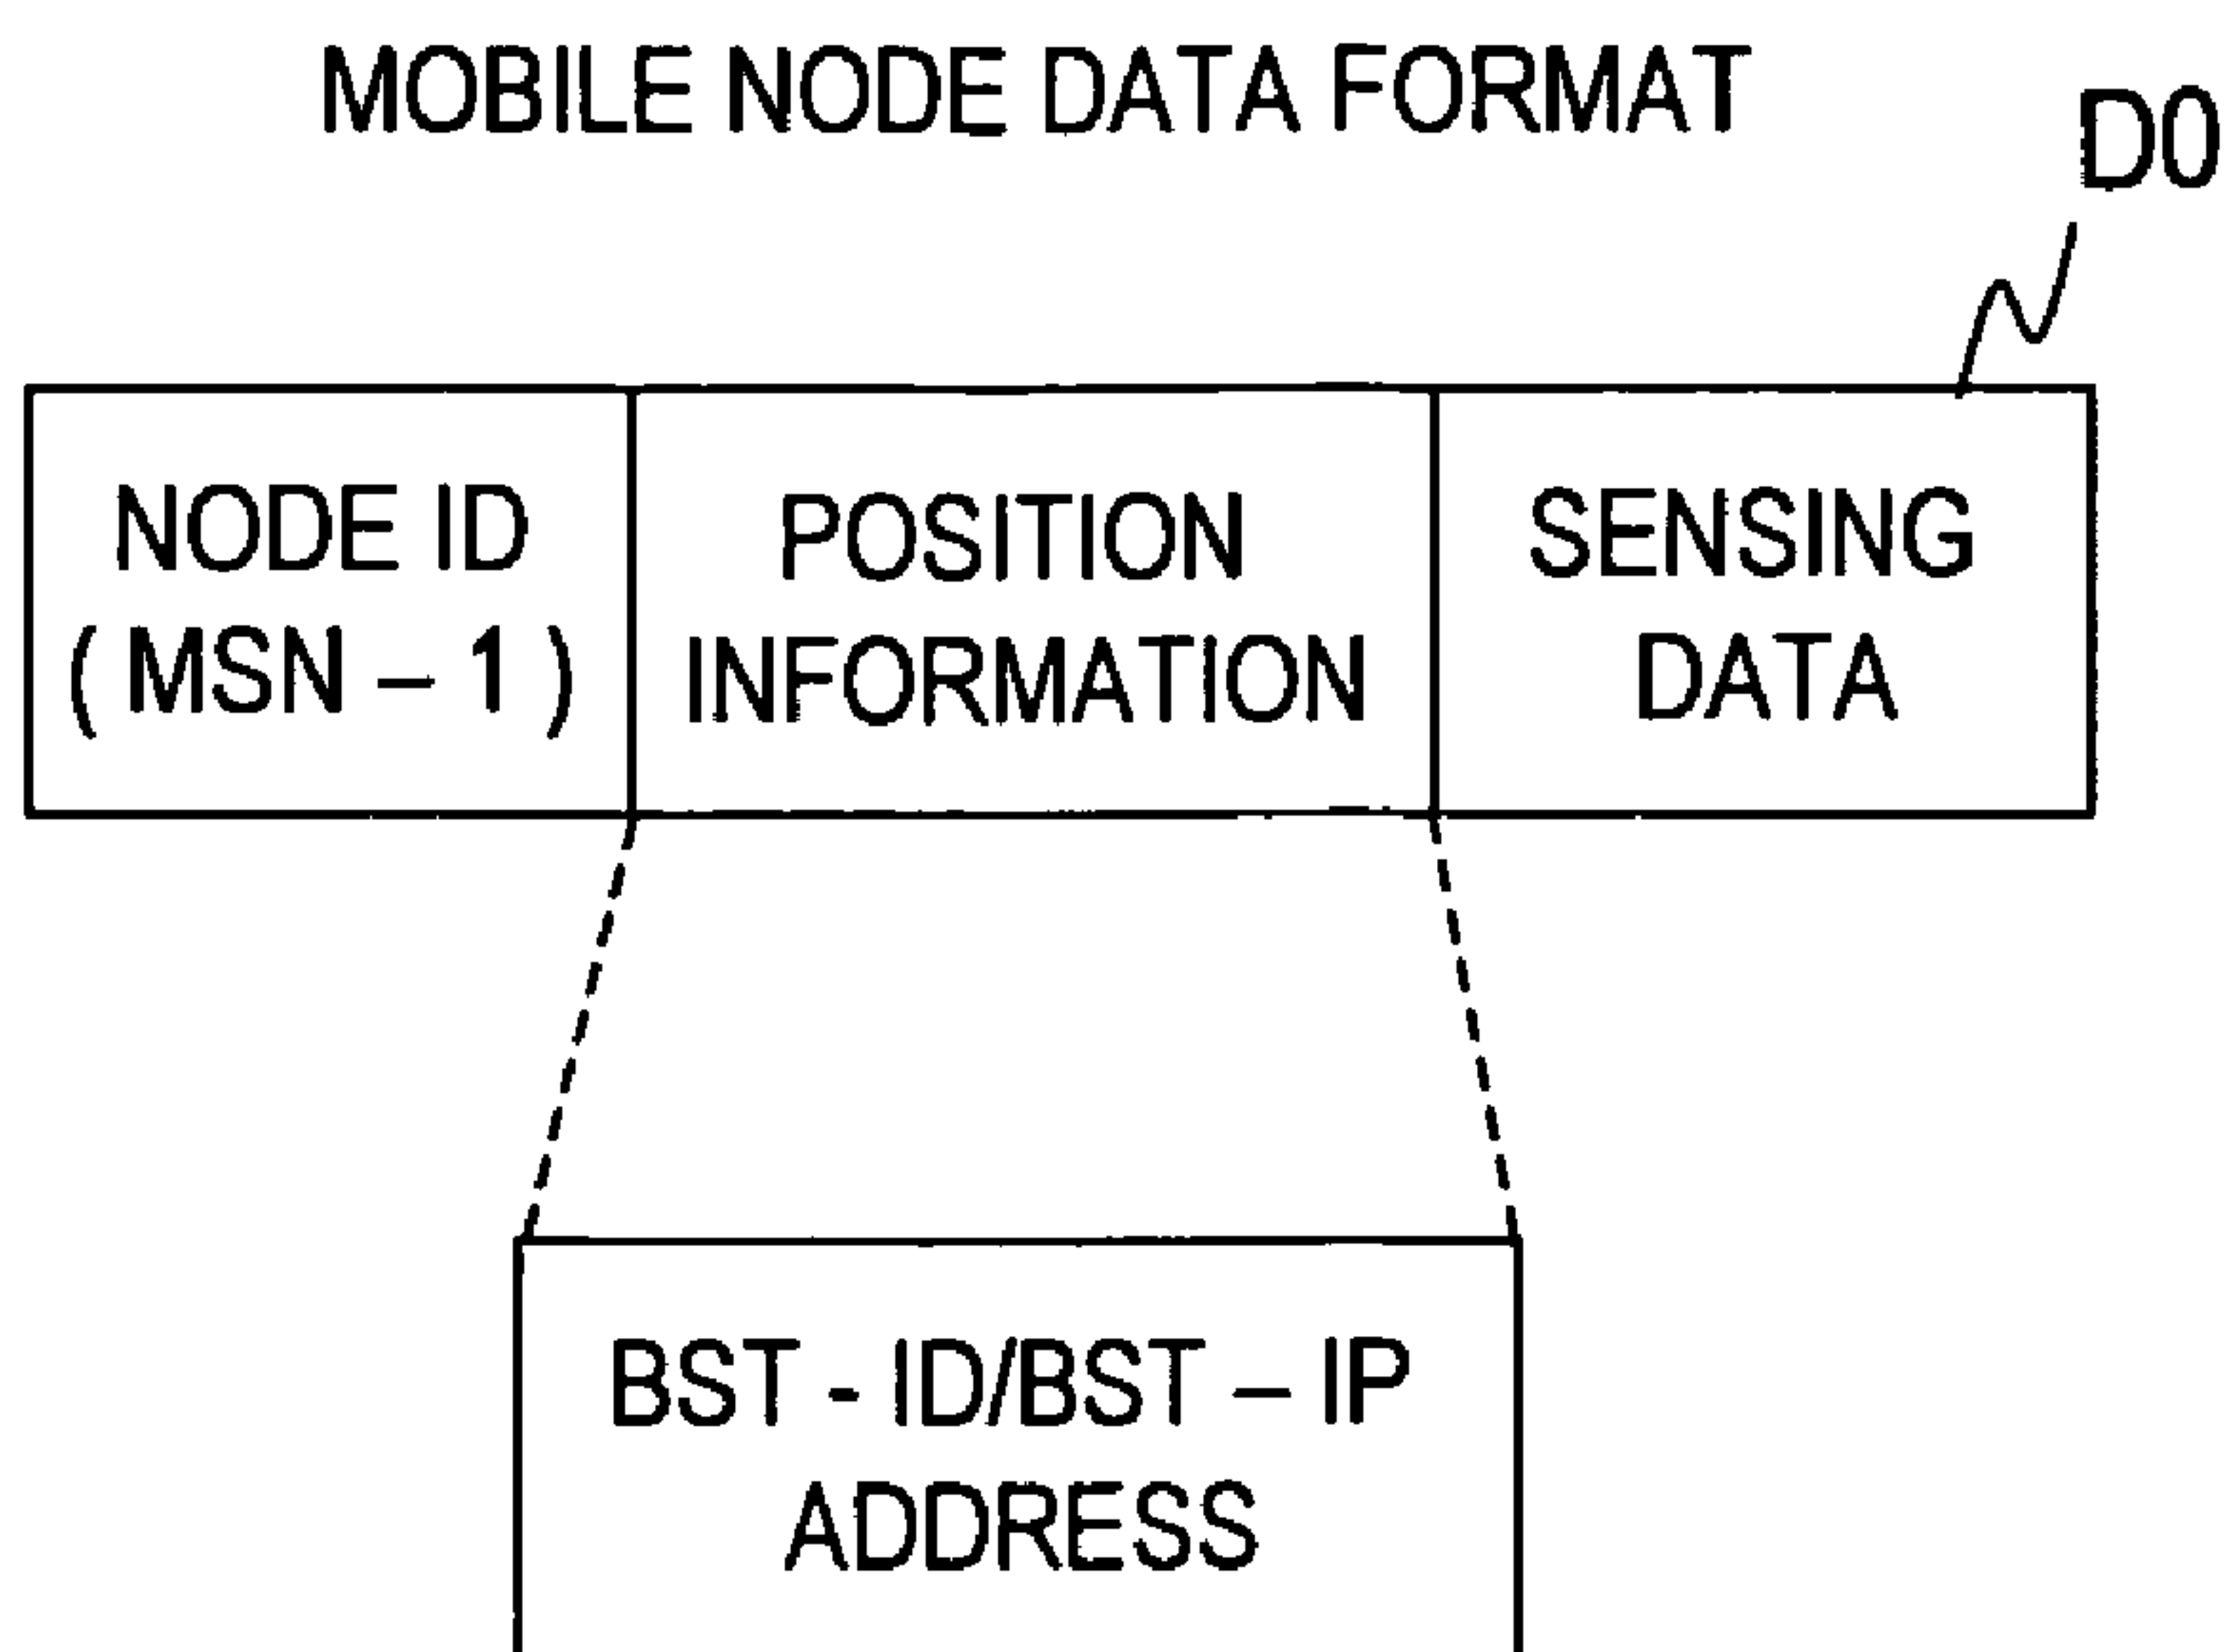 MOBILE NODE DATA FORMAT
D0
NODE ID
( MSN – 1 )
POSITION
INFORMATION
SENSING
DATA
BST - ID/BST – IP
ADDRESS